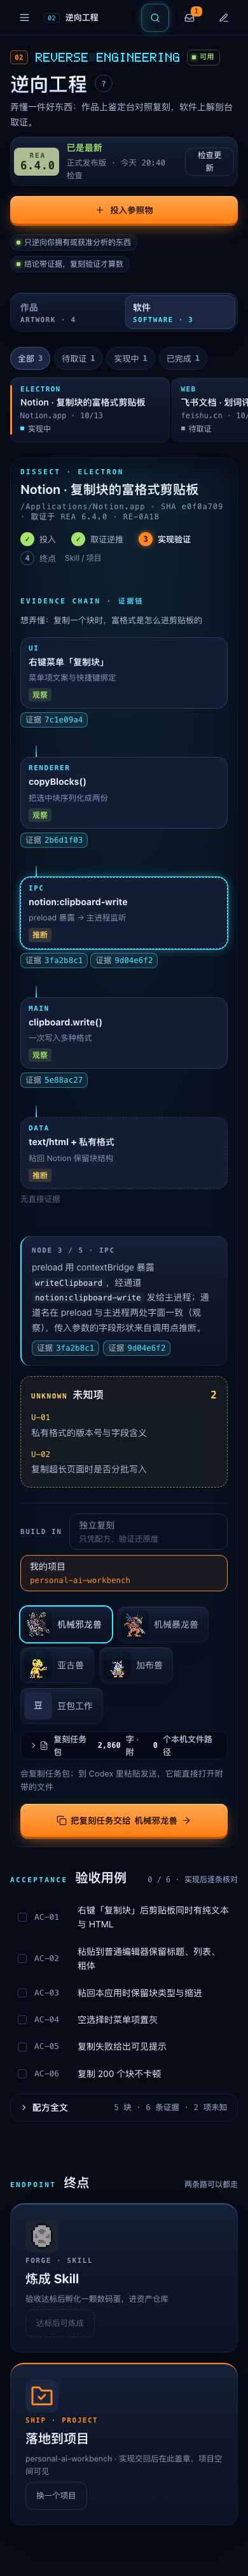 02 逆向工程
1
02 REVERSE ENGINEERING 可用
逆向工程 ?
弄懂一件好东西：作品上鉴定台对照复刻，软件上解剖台
取证。
REA
6.4.0
已是最新
正式发布版 · 今天 20:40
检查
检查更
新
+ 投入参照物
只逆向你拥有或获准分析的东西
结论带证据，复刻验证才算数
作品
ARTWORK · 4
软件
SOFTWARE · 3
全部 3
待取证 1
实现中 1
已完成 1
ELECTRON
Notion · 复制块的富格式剪贴板
Notion.app · 10/13
实现中
WEB
飞书文档 · 划词评
feishu.cn · 10/
待取证
DISSECT · ELECTRON
Notion · 复制块的富格式剪贴板
/Applications/Notion.app · SHA e0f0a709
· 取证于 REA 6.4.0 · RE-0A1B
✓ 投入
✓ 取证逆推
3 实现验证
4 终点 Skill / 项目
EVIDENCE CHAIN · 证据链
想弄懂：复制一个块时，富格式是怎么进剪贴板的
UI
右键菜单「复制块」
菜单项文案与快捷键绑定
观察
证据 7c1e09a4
RENDERER
copyBlocks()
把选中块序列化成两份
观察
证据 2b6d1f03
IPC
notion:clipboard-write
preload 暴露 → 主进程监听
推断
证据 3fa2b8c1 证据 9d04e6f2
MAIN
clipboard.write()
一次写入多种格式
观察
证据 5e88ac27
DATA
text/html + 私有格式
粘回 Notion 保留块结构
推断
无直接证据
NODE 3 / 5 · IPC
preload 用 contextBridge 暴露
writeClipboard，经通道
notion:clipboard-write 发给主进程；通
道名在 preload 与主进程两处字面一致（观
察），传入参数的字段形状来自调用点推断。
证据 3fa2b8c1 证据 9d04e6f2
UNKNOWN 未知项 2
U-01
私有格式的版本号与字段含义
U-02
复制超长页面时是否分批写入
BUILD IN
独立复刻
只凭配方，验证还原度
我的项目
personal-ai-workbench
机械邪龙兽
机械暴龙兽
亚古兽
加布兽
豆 豆包工作
复刻任务
包
2,860 字 ·
附
0 个本机文件路
径
会复制任务包；到 Codex 里粘贴发送，它能直接打开附
带的文件
把复刻任务交给 机械邪龙兽 →
ACCEPTANCE 验收用例 0 / 6 · 实现后逐条核对
AC-01 右键「复制块」后剪贴板同时有纯文本
与 HTML
AC-02 粘贴到普通编辑器保留标题、列表、
粗体
AC-03 粘回本应用时保留块类型与缩进
AC-04 空选择时菜单项置灰
AC-05 复制失败给出可见提示
AC-06 复制 200 个块不卡顿
配方全文 5 块 · 6 条证据 · 2 项未知
ENDPOINT 终点 两条路可以都走
FORGE · SKILL
炼成 Skill
验收达标后孵化一颗数码蛋，进资产仓库
达标后可炼成
SHIP · PROJECT
落地到项目
personal-ai-workbench · 实现交回后在此盖章，项目空
间可见
换一个项目